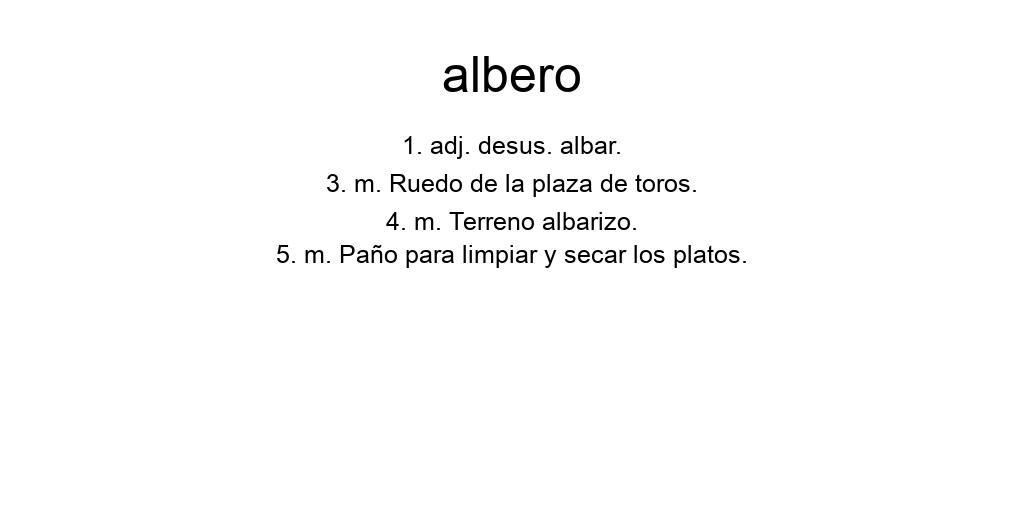 albero
1. adj. desus. albar.
3. m. Ruedo de la plaza de toros.
4. m. Terreno albarizo.
5. m. Paño para limpiar y secar los platos.